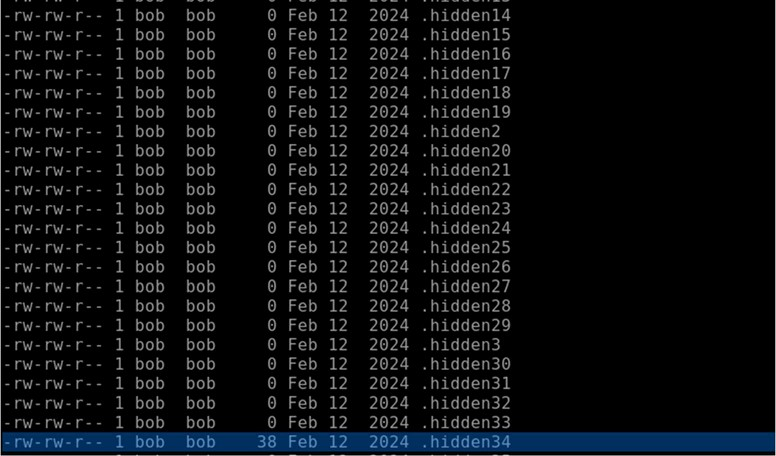 -rw-rw-r-- 1 bob  bob     0 Feb 12  2024 .hidden14
-rw-rw-r-- 1 bob  bob     0 Feb 12  2024 .hidden15
-rw-rw-r-- 1 bob  bob     0 Feb 12  2024 .hidden16
-rw-rw-r-- 1 bob  bob     0 Feb 12  2024 .hidden17
-rw-rw-r-- 1 bob  bob     0 Feb 12  2024 .hidden18
-rw-rw-r-- 1 bob  bob     0 Feb 12  2024 .hidden19
-rw-rw-r-- 1 bob  bob     0 Feb 12  2024 .hidden2
-rw-rw-r-- 1 bob  bob     0 Feb 12  2024 .hidden20
-rw-rw-r-- 1 bob  bob     0 Feb 12  2024 .hidden21
-rw-rw-r-- 1 bob  bob     0 Feb 12  2024 .hidden22
-rw-rw-r-- 1 bob  bob     0 Feb 12  2024 .hidden23
-rw-rw-r-- 1 bob  bob     0 Feb 12  2024 .hidden24
-rw-rw-r-- 1 bob  bob     0 Feb 12  2024 .hidden25
-rw-rw-r-- 1 bob  bob     0 Feb 12  2024 .hidden26
-rw-rw-r-- 1 bob  bob     0 Feb 12  2024 .hidden27
-rw-rw-r-- 1 bob  bob     0 Feb 12  2024 .hidden28
-rw-rw-r-- 1 bob  bob     0 Feb 12  2024 .hidden29
-rw-rw-r-- 1 bob  bob     0 Feb 12  2024 .hidden3
-rw-rw-r-- 1 bob  bob     0 Feb 12  2024 .hidden30
-rw-rw-r-- 1 bob  bob     0 Feb 12  2024 .hidden31
-rw-rw-r-- 1 bob  bob     0 Feb 12  2024 .hidden32
-rw-rw-r-- 1 bob  bob     0 Feb 12  2024 .hidden33
-rw-rw-r-- 1 bob  bob    38 Feb 12  2024 .hidden34